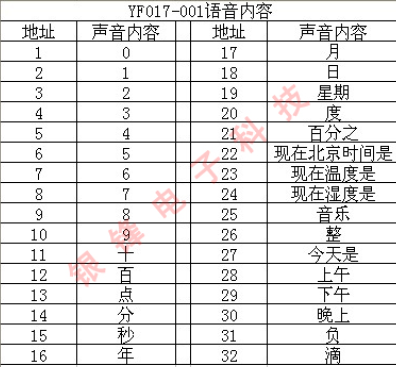 YF017-001语音内容
地址 声音内容 地址 声音内容
1 0 17 月
2 1 18 日
3 2 19 星期
4 3 20 度
5 4 21 百分之
6 5 22 现在北京时间是
7 6 23 现在温度是
8 7 24 现在湿度是
9 8 25 音乐
10 9 26 整
11 十 27 今天是
12 百 28 上午
13 点 29 下午
14 分 30 晚上
15 秒 31 负
16 年 32 滴
银锋电子科技